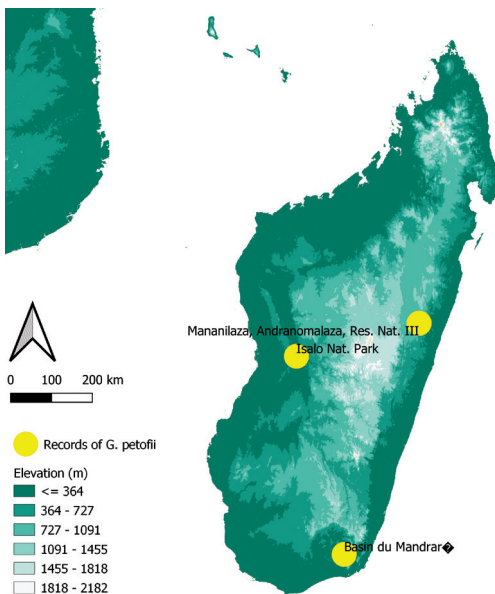 Mananilaza, Andranomalaza, Res. Nat. III
Isalo Nat. Park
0 100 200 km
Records of G. petofii
Elevation (m)
<= 364
364 - 727
727 - 1091
1091 - 1455
1455 - 1818
1818 - 2182
Basin du Mandrar�